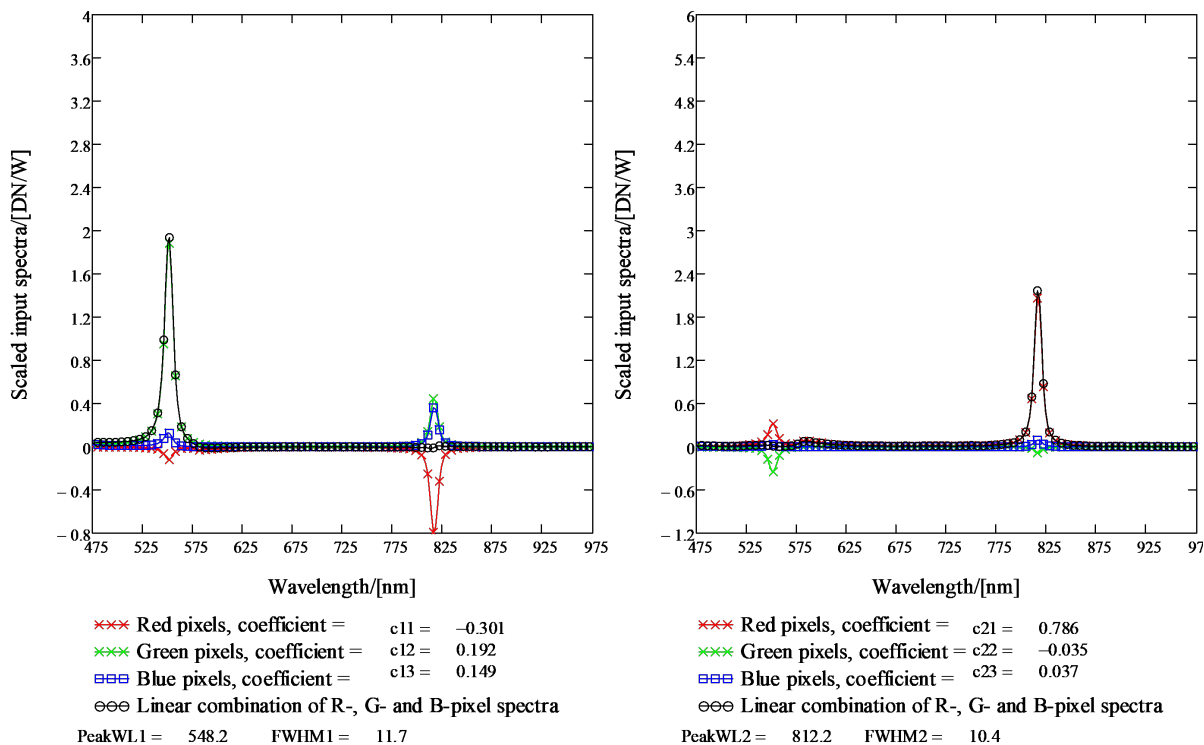 Scaled input spectra/[DN/W]
4
3.6
3.2
2.8
2.4
2
1.6
1.2
0.8
0.4
0
−0.4
−0.8
475 525 575 625 675 725 775 825 875 925 975
Wavelength/[nm]
Red pixels, coefficient = c11 = −0.301
Green pixels, coefficient = c12 = 0.192
Blue pixels, coefficient = c13 = 0.149
Linear combination of R-, G- and B-pixel spectra
PeakWL1 = 548.2 FWHM1 = 11.7
Scaled input spectra/[DN/W]
6
5.4
4.8
4.2
3.6
3
2.4
1.8
1.2
0.6
0
−0.6
−1.2
475 525 575 625 675 725 775 825 875 925 97
Wavelength/[nm]
Red pixels, coefficient = c21 = 0.786
Green pixels, coefficient = c22 = −0.035
Blue pixels, coefficient = c23 = 0.037
Linear combination of R-, G- and B-pixel spectra
PeakWL2 = 812.2 FWHM2 = 10.4